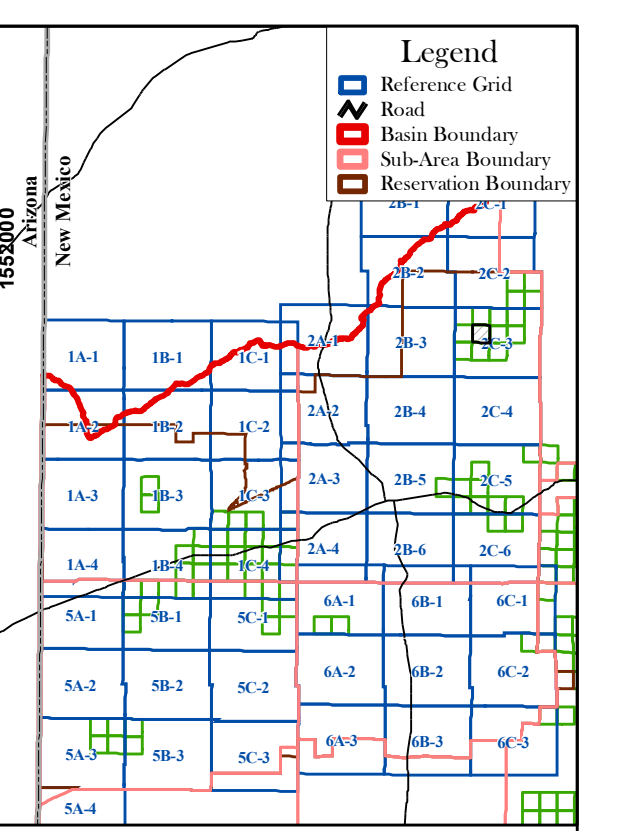 Legend
Reference Grid
Road
Basin Boundary
Sub-Area Boundary
Reservation Boundary
1552000
Arizona
New Mexico
2B-1 2C-1
2B-2 2C-2
2A-1 2B-3 2C-3
1A-1 1B-1 1C-1
2A-2 2B-4 2C-4
1A-2 1B-2 1C-2
2A-3 2B-5 2C-5
1A-3 1B-3 1C-3
2A-4 2B-6 2C-6
1A-4 1B-4 1C-4
6A-1 6B-1 6C-1
5A-1 5B-1 5C-1
6A-2 6B-2 6C-2
5A-2 5B-2 5C-2
6A-3 6B-3 6C-3
5A-3 5B-3 5C-3
5A-4